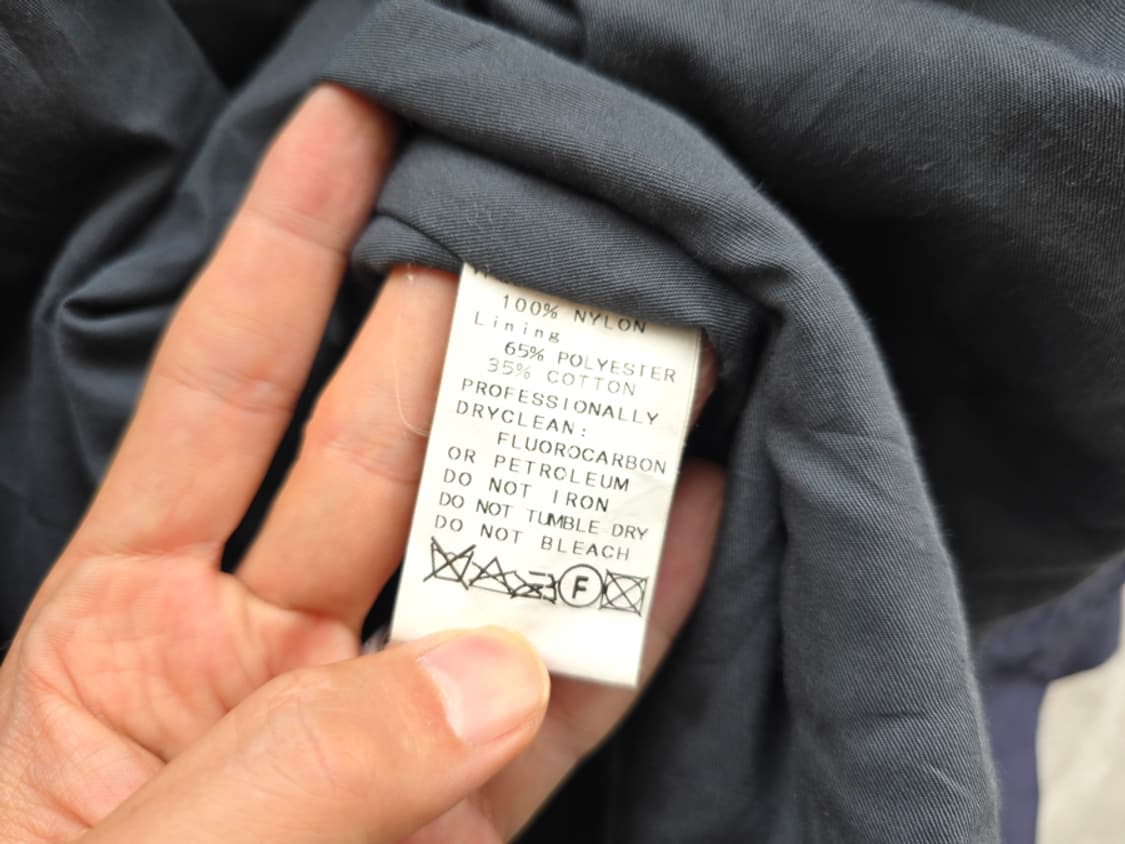 100% NYLON
Lining
65% POLYESTER
35% COTTON
PROFESSIONALLY
DRYCLEAN:
FLUOROCARBON
OR PETROLEUM
DO NOT IRON
DO NOT TUMBLE DRY
DO NOT BLEACH
F